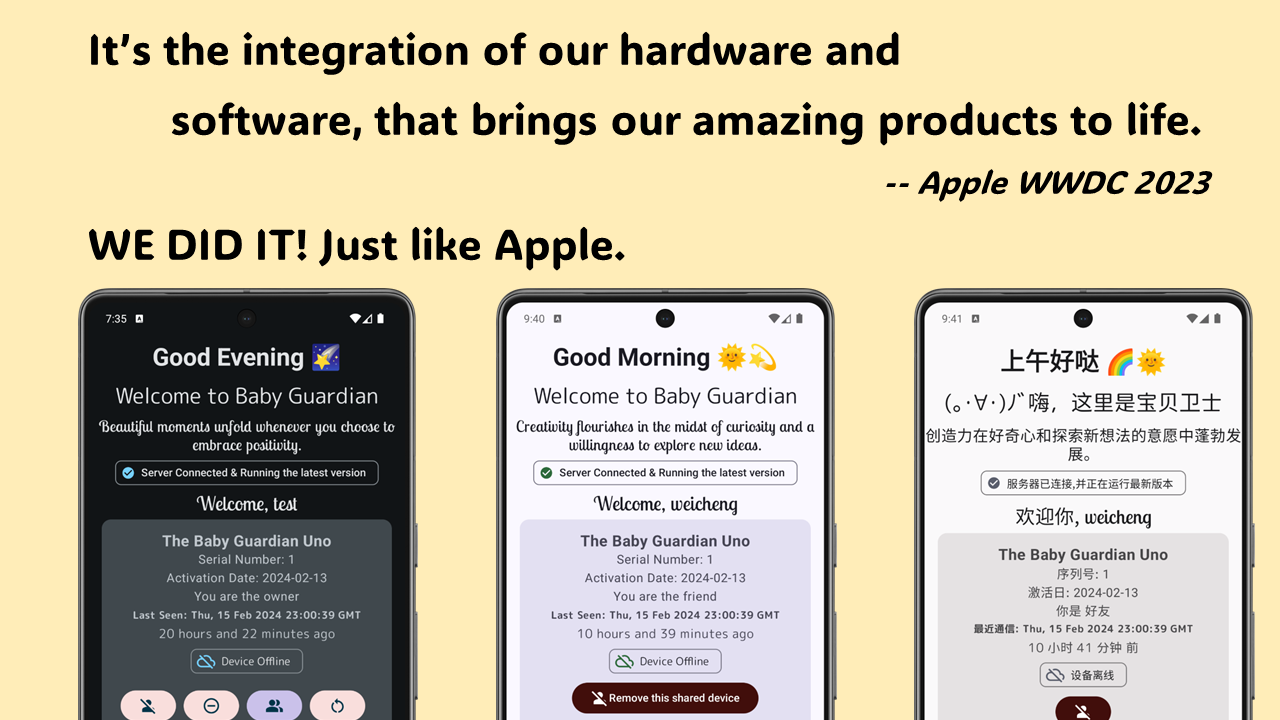 It's the integration of our hardware and
software, that brings our amazing products to life.
-- Apple WWDC 2023
WE DID IT! Just like Apple.
7:35
Good Evening 🌠
Welcome to Baby Guardian
Beautiful moments unfold whenever you choose to
embrace positivity.
Server Connected & Running the latest version
Welcome, test
The Baby Guardian Uno
Serial Number: 1
Activation Date: 2024-02-13
You are the owner
Last Seen: Thu, 15 Feb 2024 23:00:39 GMT
20 hours and 22 minutes ago
Device Offline
9:40
Good Morning 🌞💫
Welcome to Baby Guardian
Creativity flourishes in the midst of curiosity and a
willingness to explore new ideas.
Server Connected & Running the latest version
Welcome, weicheng
The Baby Guardian Uno
Serial Number: 1
Activation Date: 2024-02-13
You are the friend
Last Seen: Thu, 15 Feb 2024 23:00:39 GMT
10 hours and 39 minutes ago
Device Offline
Remove this shared device
9:41
上午好哒 🌈🌞
(｡･∀･)ﾉﾞ嗨，这里是宝贝卫士
创造力在好奇心和探索新想法的意愿中蓬勃发
展。
服务器已连接,并正在运行最新版本
欢迎你, weicheng
The Baby Guardian Uno
序列号: 1
激活日: 2024-02-13
你是 好友
最近通信: Thu, 15 Feb 2024 23:00:39 GMT
10 小时 41 分钟 前
设备离线